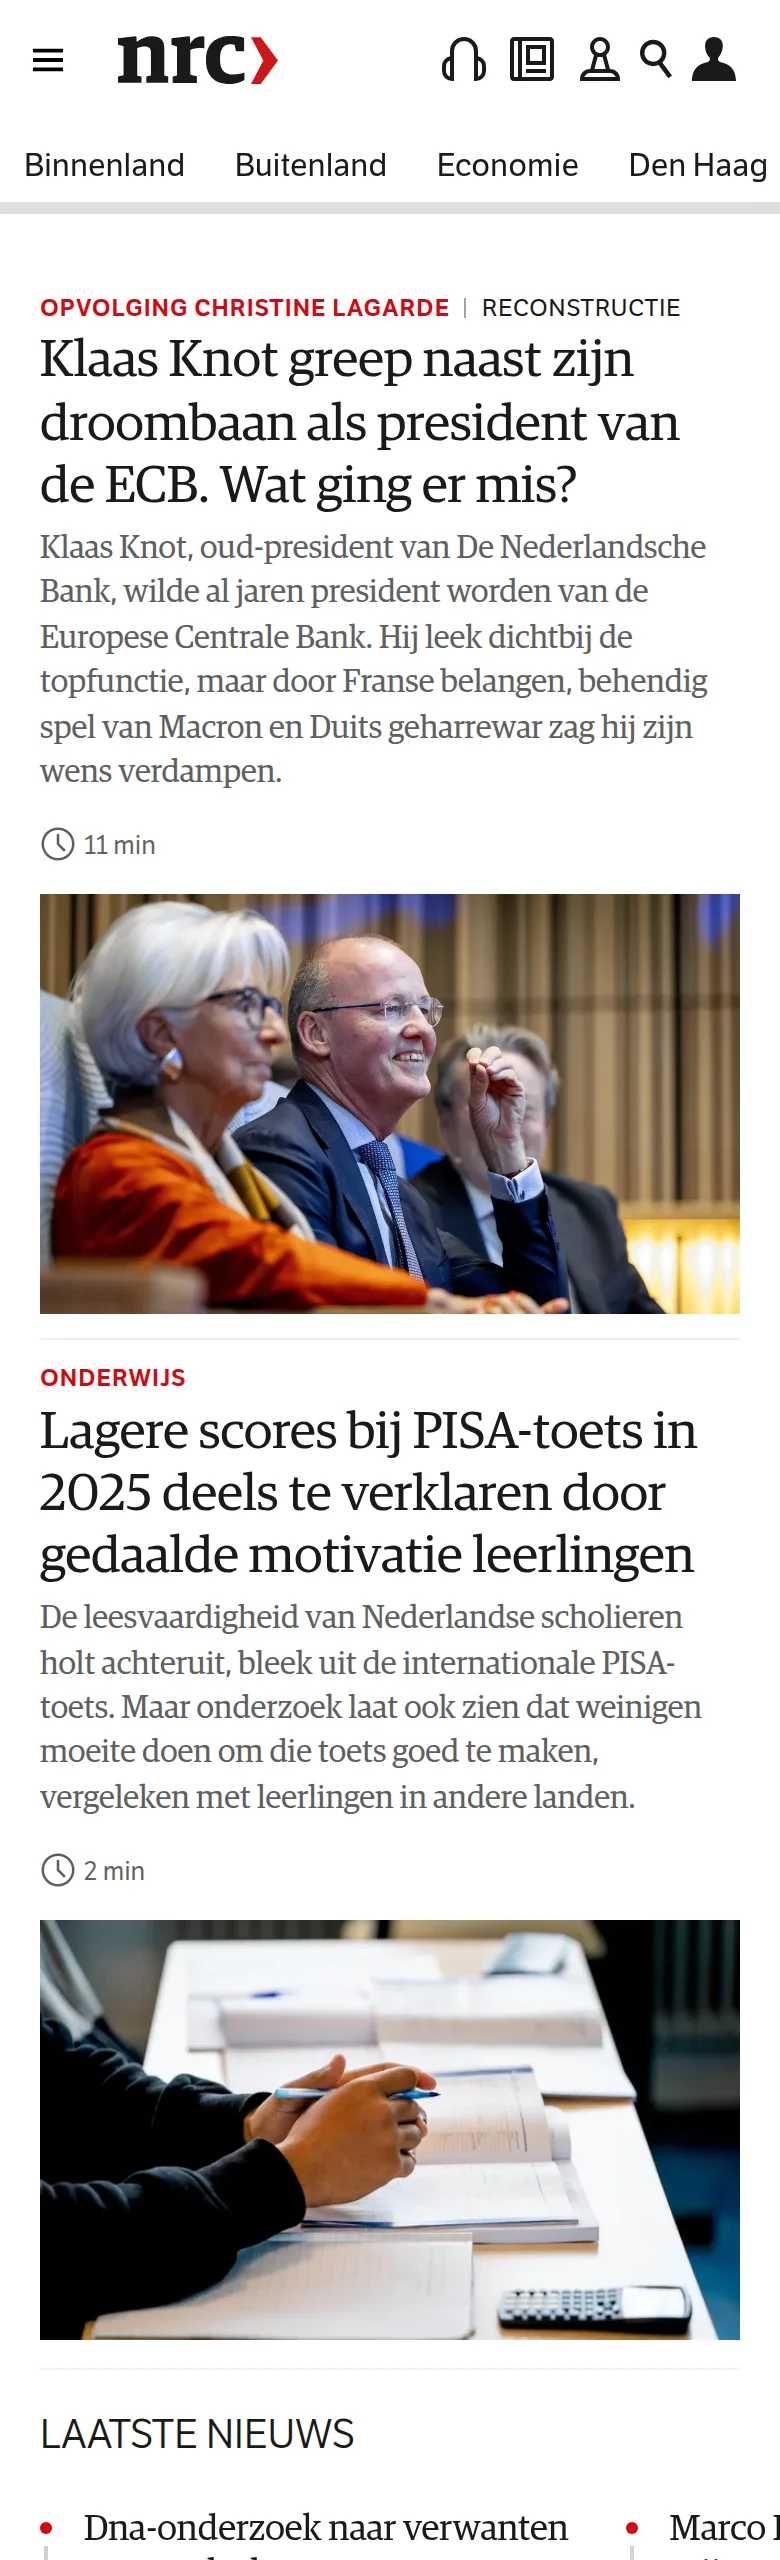 nrc
Binnenland Buitenland Economie Den Haag
OPVOLGING CHRISTINE LAGARDE | RECONSTRUCTIE
Klaas Knot greep naast zijn
droombaan als president van
de ECB. Wat ging er mis?
Klaas Knot, oud-president van De Nederlandsche
Bank, wilde al jaren president worden van de
Europese Centrale Bank. Hij leek dichtbij de
topfunctie, maar door Franse belangen, behendig
spel van Macron en Duits geharrewar zag hij zijn
wens verdampen.
11 min
ONDERWIJS
Lagere scores bij PISA-toets in
2025 deels te verklaren door
gedaalde motivatie leerlingen
De leesvaardigheid van Nederlandse scholieren
holt achteruit, bleek uit de internationale PISA-
toets. Maar onderzoek laat ook zien dat weinigen
moeite doen om die toets goed te maken,
vergeleken met leerlingen in andere landen.
2 min
LAATSTE NIEUWS
Dna-onderzoek naar verwanten
Marco